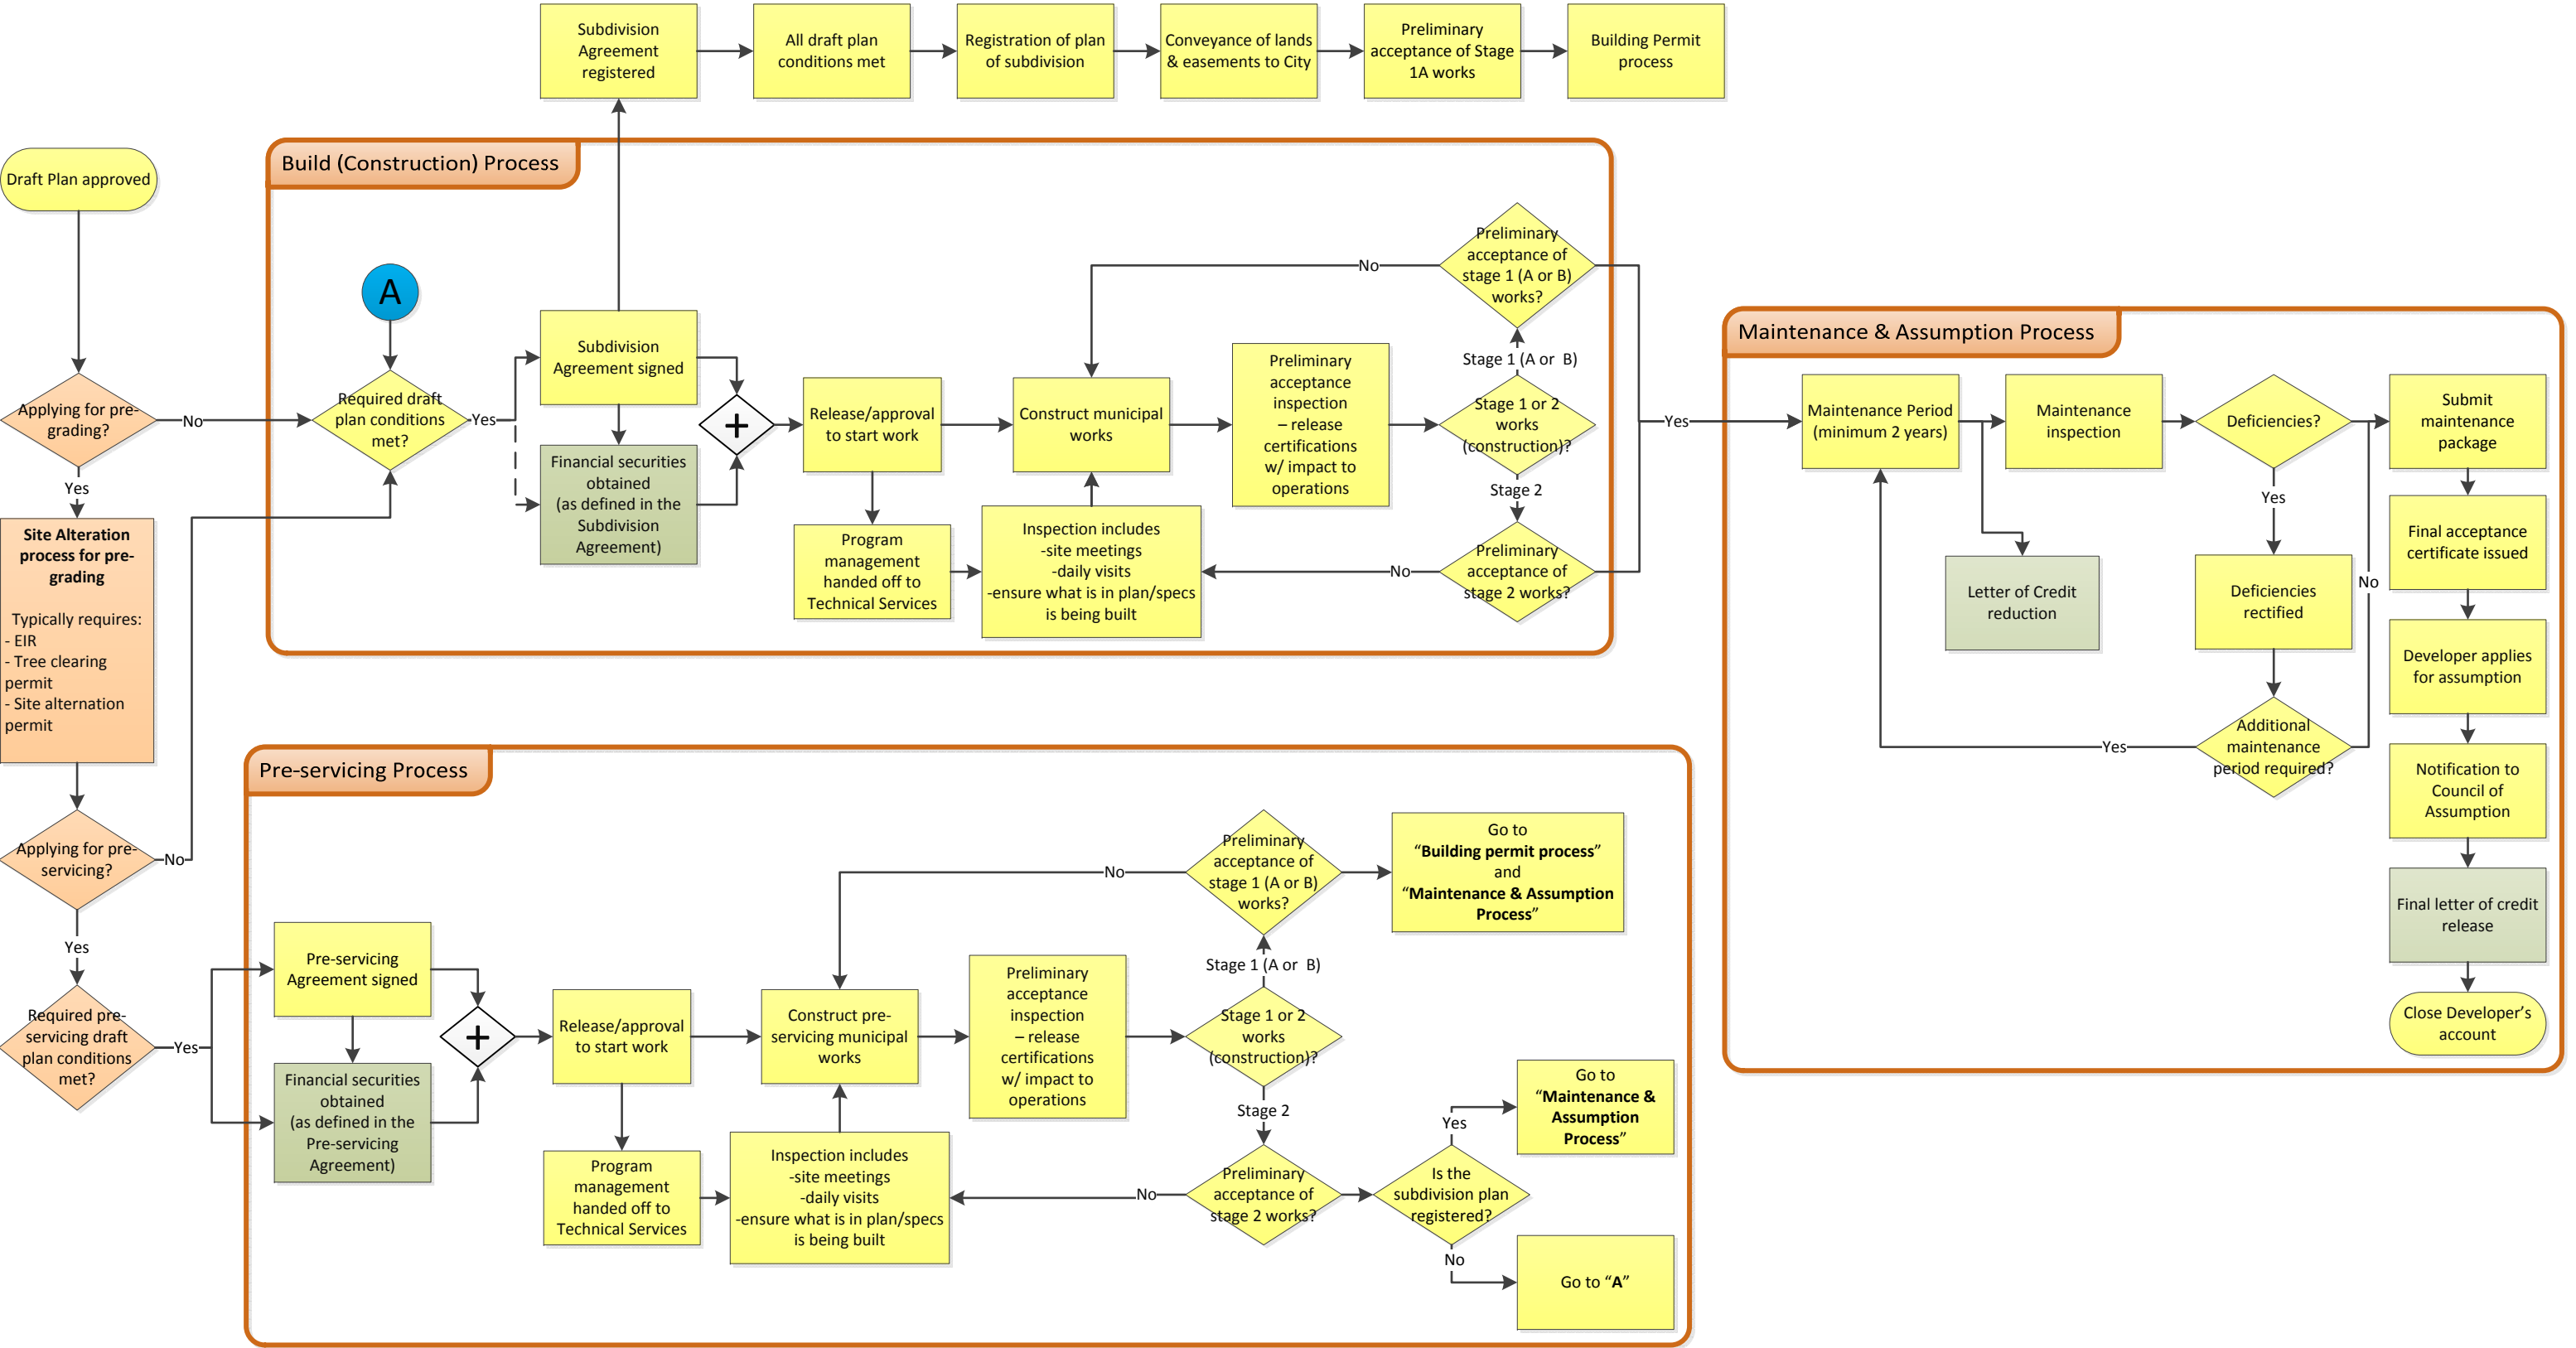 Subdivision
Agreement
registered
All draft plan
conditions met
Registration of plan
of subdivision
Conveyance of lands
& easements to City
Preliminary
acceptance of Stage
1A works
Building Permit
process
Draft Plan approved
Applying for pre-
grading?
No
Yes
Site Alteration
process for pre-
grading
Typically requires:
- EIR
- Tree clearing
permit
- Site alternation
permit
Applying for pre-
servicing?
No
Yes
Required pre-
servicing draft
plan conditions
met?
Yes
Build (Construction) Process
A
Required draft
plan conditions
met?
Yes
Subdivision
Agreement signed
Financial securities
obtained
(as defined in the
Subdivision
Agreement)
+
Release/approval
to start work
Program
management
handed off to
Technical Services
Construct municipal
works
Inspection includes
-site meetings
-daily visits
-ensure what is in plan/specs
is being built
Preliminary
acceptance
inspection
– release
certifications
w/ impact to
operations
Stage 1 or 2
works
(construction)?
Stage 1 (A or  B)
Preliminary
acceptance of
stage 1 (A or B)
works?
No
Stage 2
Preliminary
acceptance of
stage 2 works?
No
Yes
Maintenance & Assumption Process
Maintenance Period
(minimum 2 years)
Maintenance
inspection
Letter of Credit
reduction
Deficiencies?
Yes
Deficiencies
rectified
Additional
maintenance
period required?
Yes
No
Submit
maintenance
package
Final acceptance
certificate issued
Developer applies
for assumption
Notification to
Council of
Assumption
Final letter of credit
release
Close Developer’s
account
Pre-servicing Process
Pre-servicing
Agreement signed
Financial securities
obtained
(as defined in the
Pre-servicing
Agreement)
+
Release/approval
to start work
Program
management
handed off to
Technical Services
Construct pre-
servicing municipal
works
Inspection includes
-site meetings
-daily visits
-ensure what is in plan/specs
is being built
Preliminary
acceptance
inspection
– release
certifications
w/ impact to
operations
Stage 1 or 2
works
(construction)?
Stage 1 (A or  B)
Preliminary
acceptance of
stage 1 (A or B)
works?
No
Go to
“Building permit process”
and
“Maintenance & Assumption
Process”
Stage 2
Preliminary
acceptance of
stage 2 works?
No
Is the
subdivision plan
registered?
Yes
Go to
“Maintenance &
Assumption
Process”
No
Go to “A”